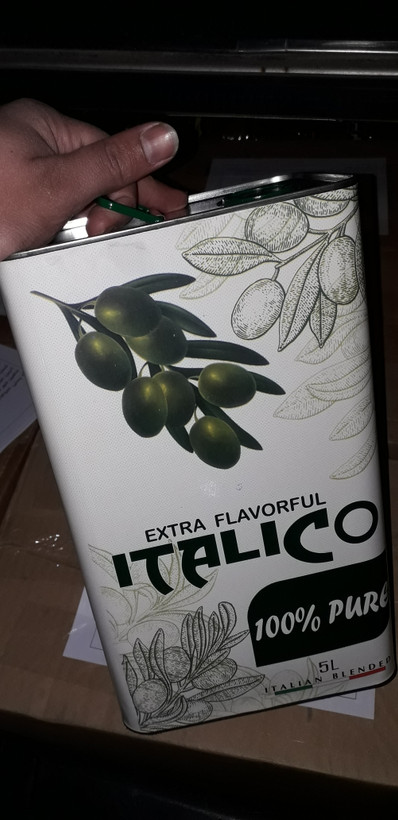 EXTRA FLAVORFUL
ITALICO
100% PURE
5L
ITALIAN BLENDED